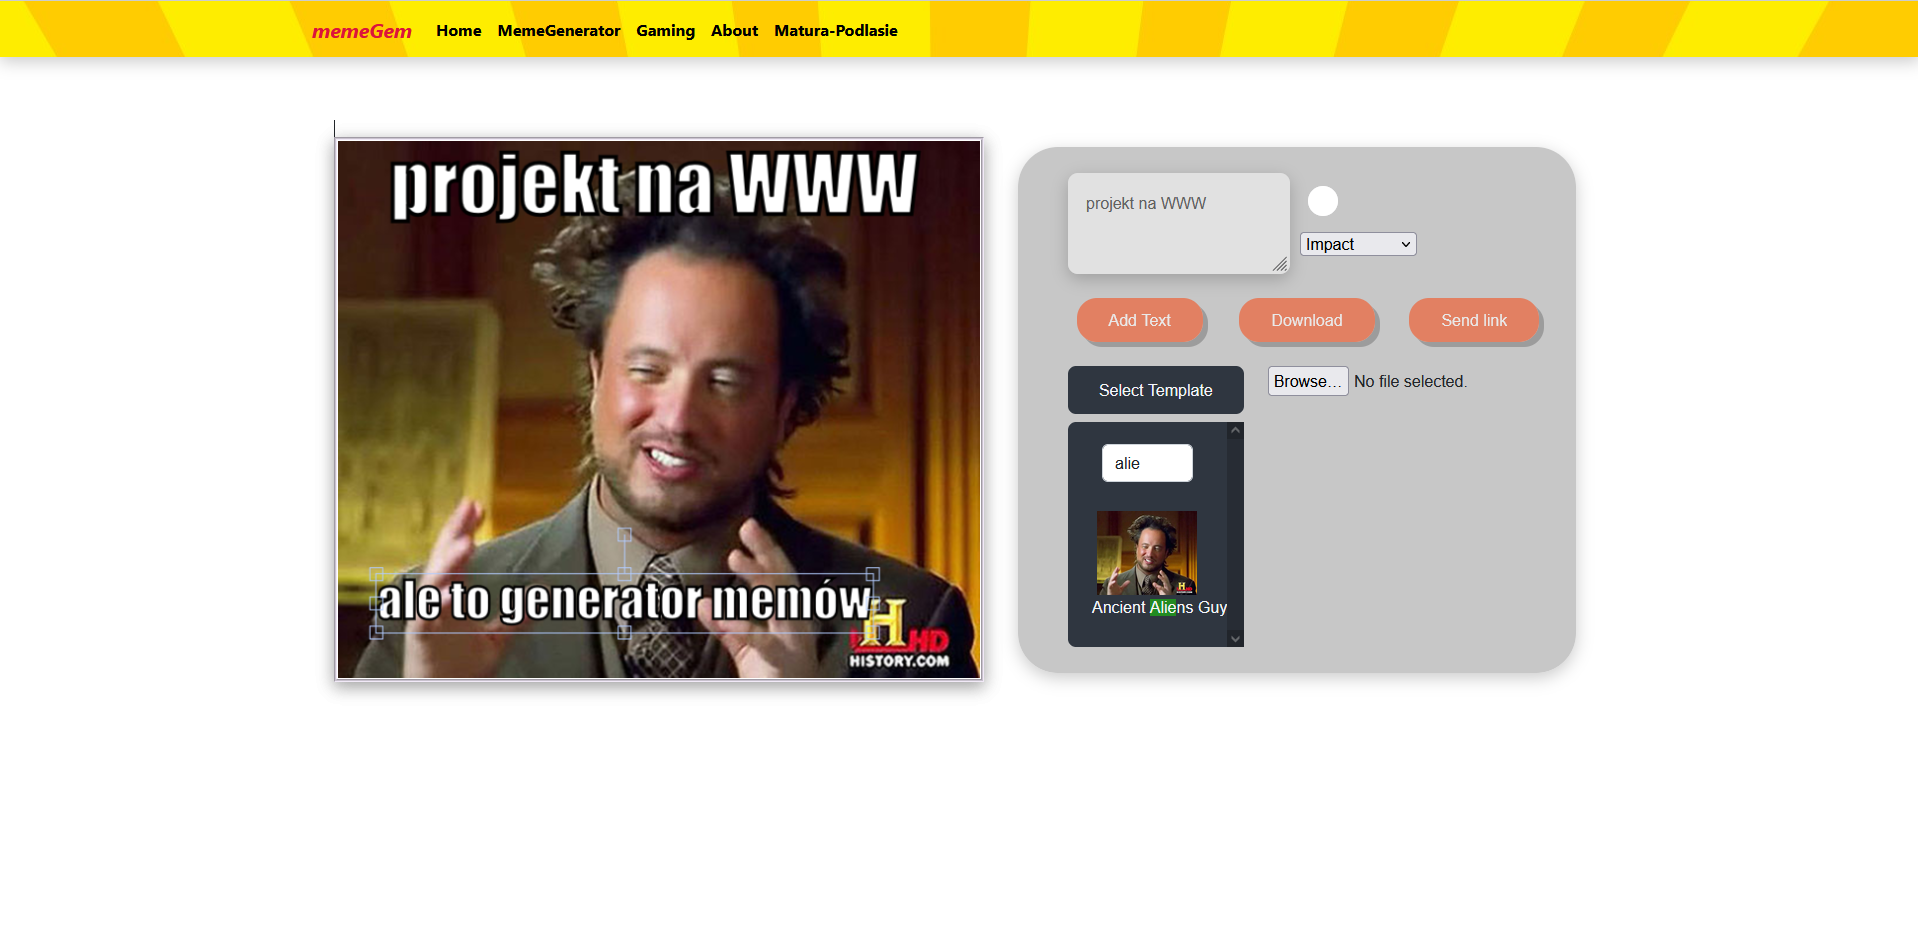 memeGem Home MemeGenerator Gaming About Matura-Podlasie
projekt na WWW
ale to generator memów
H HD
HISTORY.COM
projekt na WWW
Impact
Add Text Download Send link
Select Template
Browse... No file selected.
alie
H
Ancient Aliens Guy